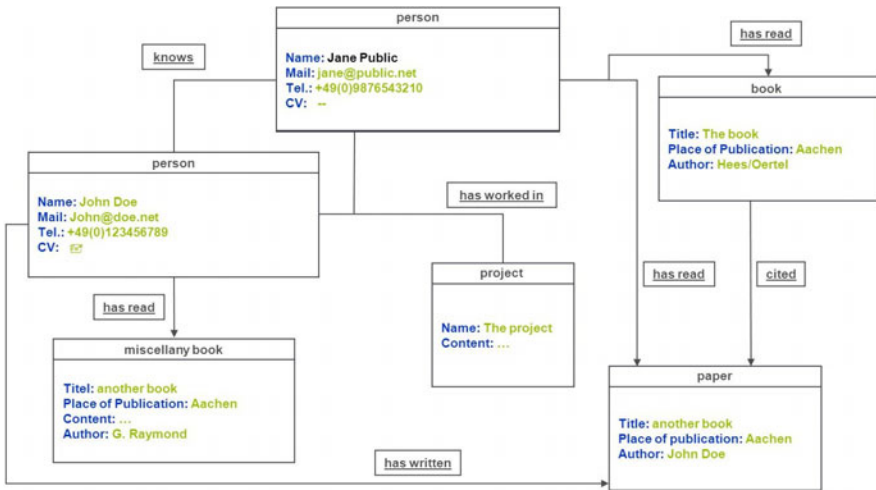 person
Name: Jane Public
Mail: jane@public.net
Tel.: +49(0)9876543210
CV: --
knows
has read
book
Title: The book
Place of Publication: Aachen
Author: Hees/Oertel
person
Name: John Doe
Mail: John@doe.net
Tel.: +49(0)123456789
CV:
has worked in
has read
project
Name: The project
Content: ...
has read
cited
miscellany book
Titel: another book
Place of Publication: Aachen
Content: ...
Author: G. Raymond
paper
Title: another book
Place of publication: Aachen
Author: John Doe
has written